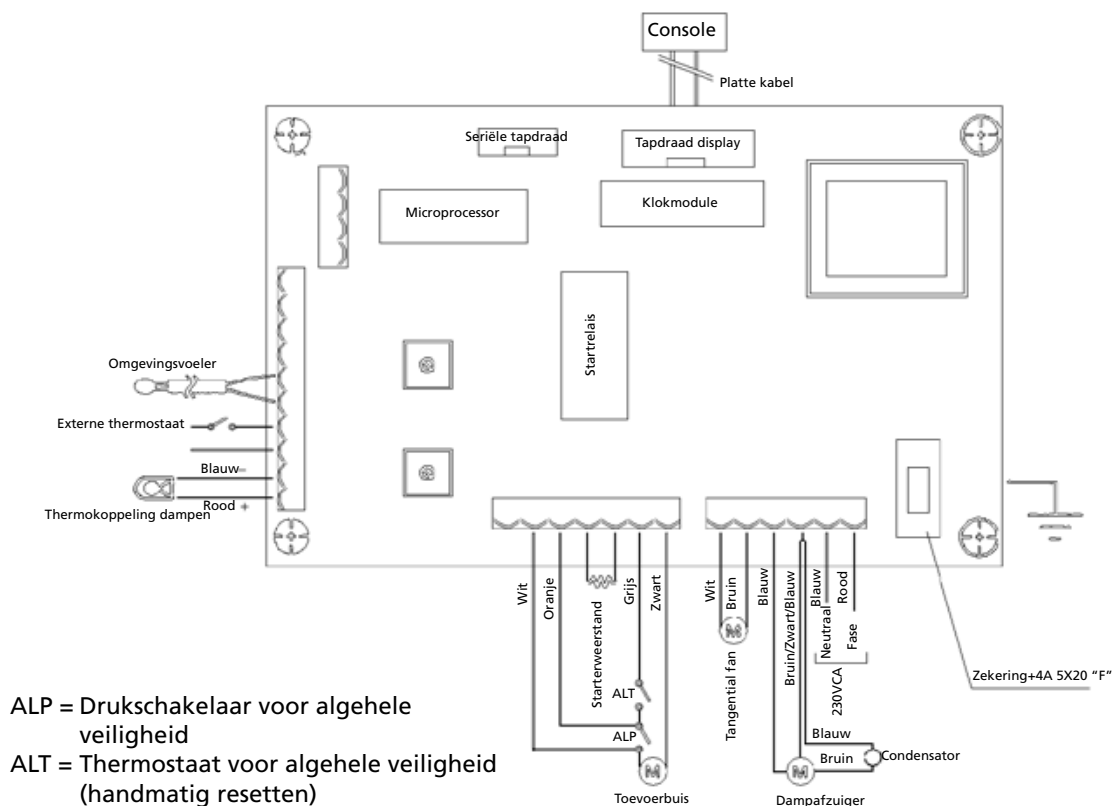 Console
Platte kabel
Seriële tapdraad
Tapdraad display
Microprocessor
Klokmodule
Startrelais
Omgevingsvoeler
Externe thermostaat
Blauw–
Rood +
Thermokoppeling dampen
Wit
Oranje
Starterweerstand
Grijs
Zwart
Wit
Bruin
Blauw
Bruin/Zwart/Blauw
Blauw
Rood
Neutraal
Fase
230VCA
Tangential fan
M
Zekering+4A 5X20 “F”
ALT
ALP
M
Toevoerbuis
Blauw
Bruin
Condensator
M
Dampafzuiger
ALP = Drukschakelaar voor algehele
veiligheid
ALT = Thermostaat voor algehele veiligheid
(handmatig resetten)